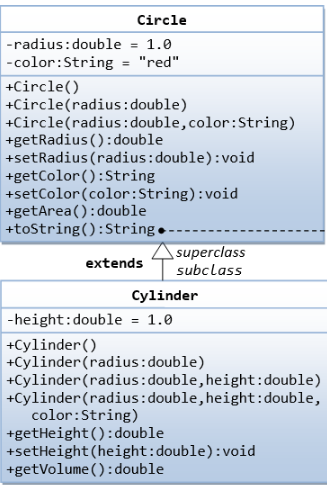 Circle
-radius:double = 1.0
-color:String = "red"
+Circle()
+Circle(radius:double)
+Circle(radius:double,color:String)
+getRadius():double
+setRadius(radius:double):void
+getColor():String
+setColor(color:String):void
+getArea():double
+toString():String
superclass
extends
subclass
Cylinder
-height:double = 1.0
+Cylinder()
+Cylinder(radius:double)
+Cylinder(radius:double,height:double)
+Cylinder(radius:double,height:double,
color:String)
+getHeight():double
+setHeight(height:double):void
+getVolume():double